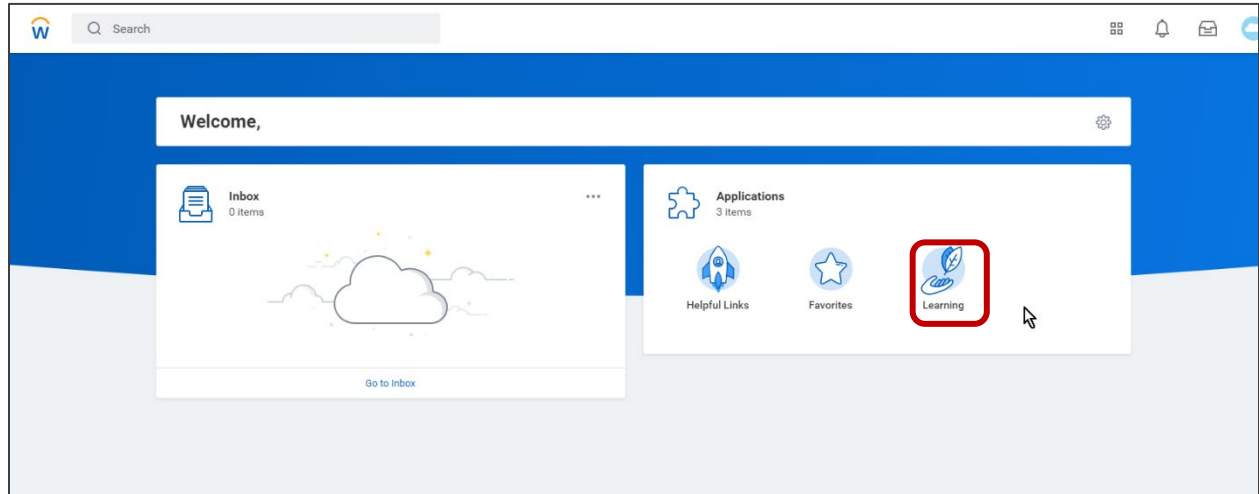 W
Search
Welcome,
Inbox
0 items
Applications
3 items
Helpful Links
Favorites
Learning
Go to Inbox